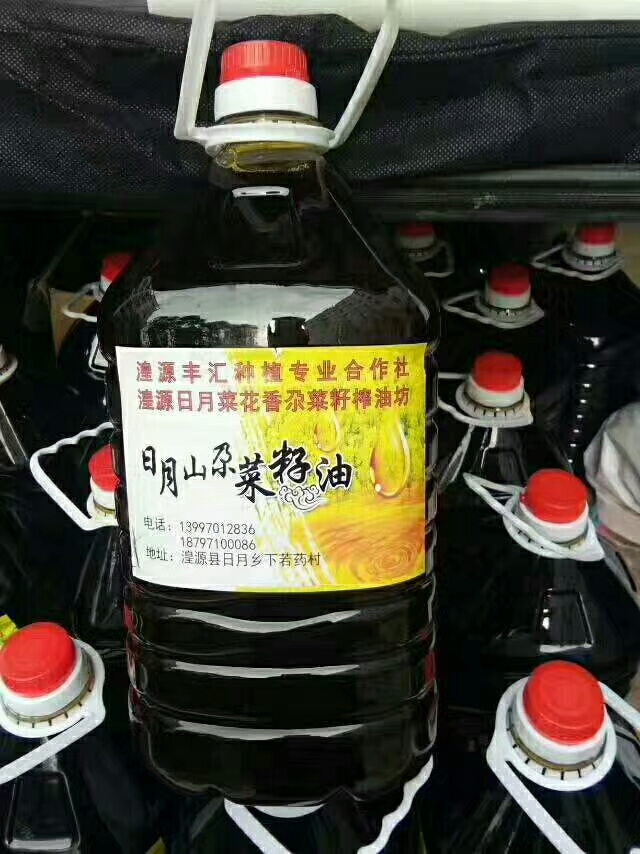 湟源丰汇种植专业合作社
湟源日月菜花香尕菜籽榨油坊
日月山尕菜籽油
电话：13997012836
18797100086
地址：湟源县日月乡下若药村